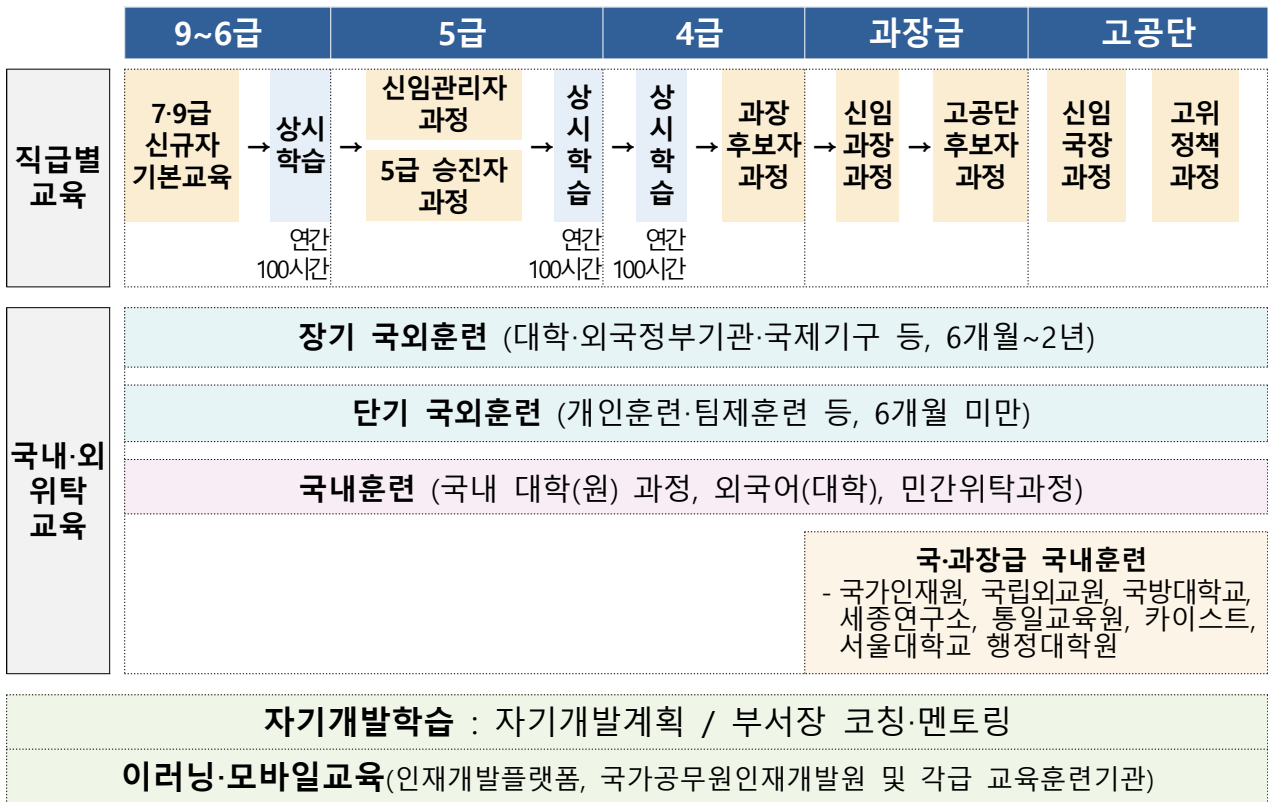 9~6급 5급 4급 과장급 고공단
직급별
교육
7·9급
신규자
기본교육
→
상시
학습
연간
100시간
→
신임관리자
과정
5급 승진자
과정
→
상
시
학
습
연간
100시간
→
상
시
학
습
연간
100시간
→
과장
후보자
과정
→
신임
과장
과정
→
고공단
후보자
과정
신임
국장
과정
고위
정책
과정
국내·외
위탁
교육
장기 국외훈련 (대학·외국정부기관·국제기구 등, 6개월~2년)
단기 국외훈련 (개인훈련·팀제훈련 등, 6개월 미만)
국내훈련 (국내 대학(원) 과정, 외국어(대학), 민간위탁과정)
국·과장급 국내훈련
- 국가인재원, 국립외교원, 국방대학교,
세종연구소, 통일교육원, 카이스트,
서울대학교 행정대학원
자기개발학습 : 자기개발계획 / 부서장 코칭·멘토링
이러닝·모바일교육(인재개발플랫폼, 국가공무원인재개발원 및 각급 교육훈련기관)